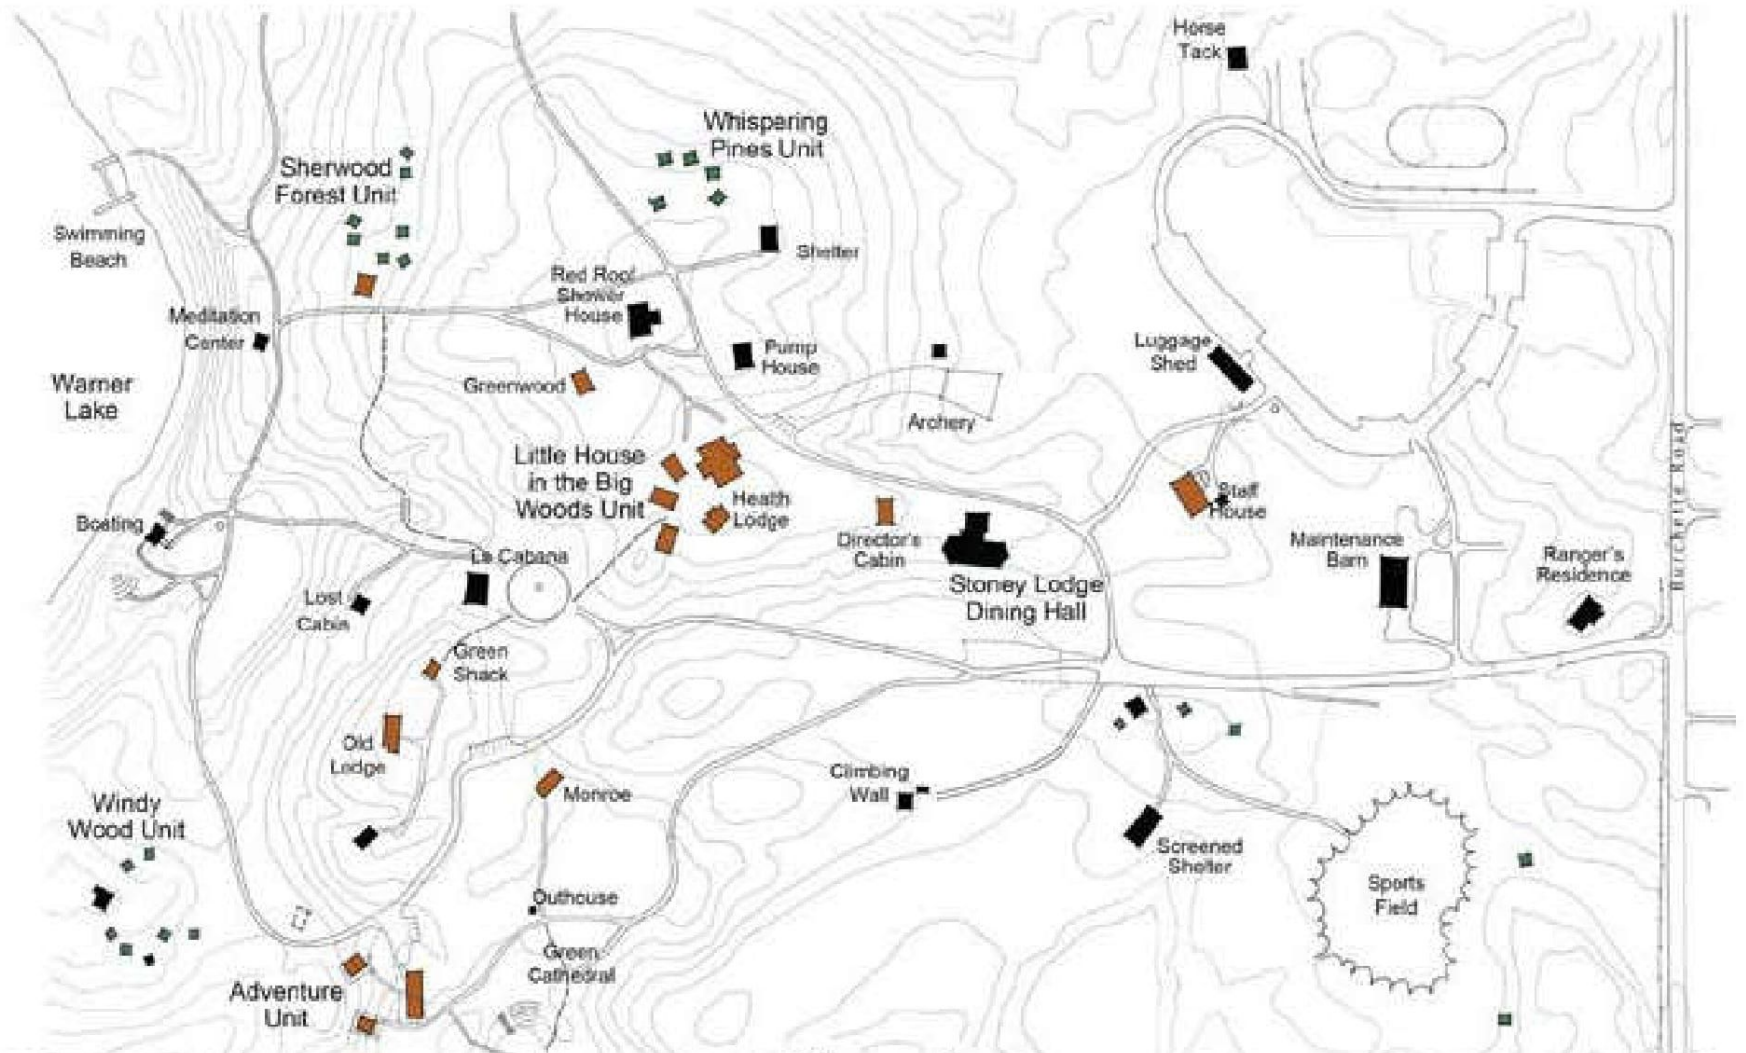 Horse
Tack
Whispering
Pines Unit
Sherwood
Forest Unit
Swimming
Beach
Shelter
Red Roof
Shower
House
Meditation
Center
Pump
House
Luggage
Shed
Warner
Lake
Greenwood
Archery
Little House
in the Big
Woods Unit
Health
Lodge
Staff
House
Burchette Road
Boating
Director's
Cabin
Maintenance
Barn
Ranger's
Residence
La Cabana
Stoney Lodge
Dining Hall
Lost
Cabin
Green
Shack
Old
Lodge
Climbing
Wall
Monroe
Windy
Wood Unit
Screened
Shelter
Sports
Field
Outhouse
Green
Cathedral
Adventure
Unit